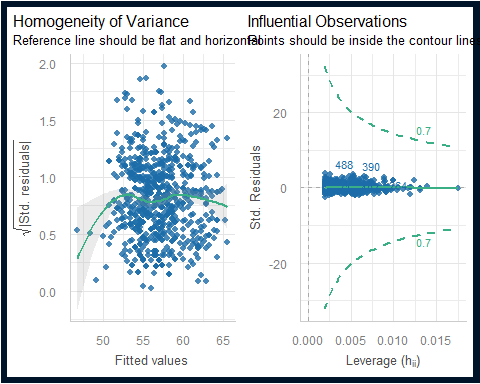 Homogeneity of Variance
Reference line should be flat and horizontal
√|Std. residuals|
2.0
1.5
1.0
0.5
0.0
50
55
60
65
Fitted values
Influential Observations
Points should be inside the contour lines
Std. Residuals
20
0
-20
0.7
488
390
0.7
0.000
0.005
0.010
0.015
Leverage (hii)